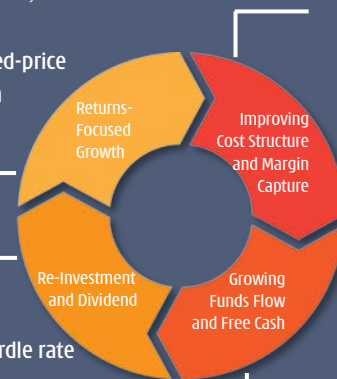 ed-price
Returns-
Focused
Growth
Improving
Cost Structure
and Margin
Capture
Re-Investment
and Dividend
Growing
Funds Flow
and Free Cash
rdle rate